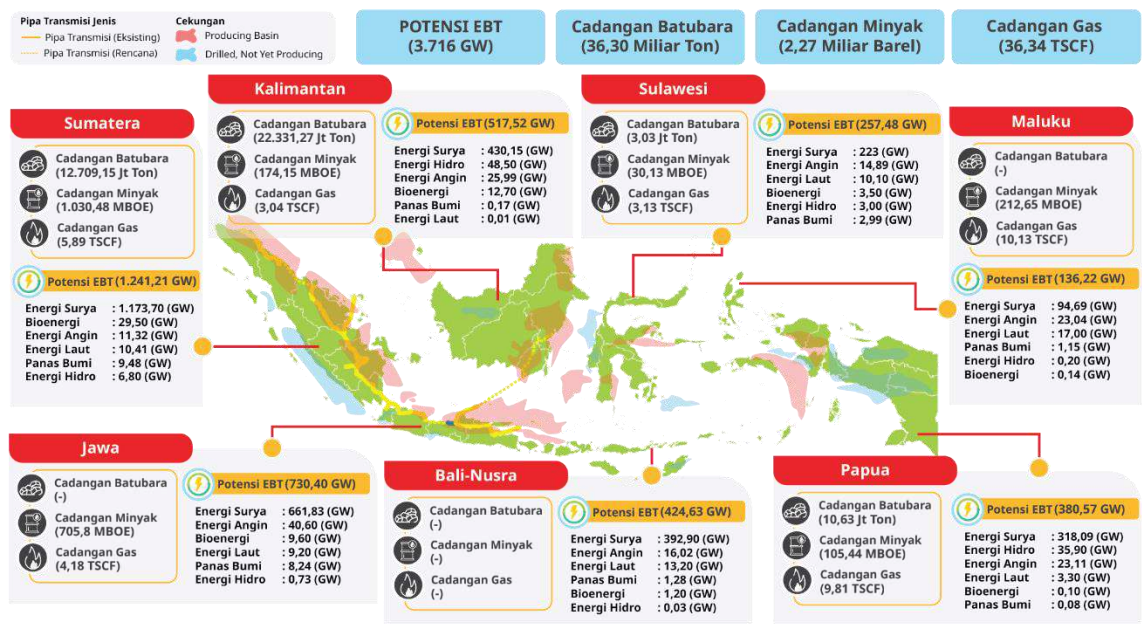 Pipa Transmisi Jenis
Pipa Transmisi (Eksisting)
Pipa Transmisi (Rencana)
Cekungan
Producing Basin
Drilled, Not Yet Producing
POTENSI EBT
(3.716 GW)
Cadangan Batubara
(36,30 Miliar Ton)
Cadangan Minyak
(2,27 Miliar Barel)
Cadangan Gas
(36,34 TSCF)
Sumatera
Cadangan Batubara
(12.709,15 Jt Ton)
Cadangan Minyak
(1.030,48 MBOE)
Cadangan Gas
(5,89 TSCF)
Potensi EBT (1.241,21 GW)
Energi Surya : 1.173,70 (GW)
Bioenergi : 29,50 (GW)
Energi Angin : 11,32 (GW)
Energi Laut : 10,41 (GW)
Panas Bumi : 9,48 (GW)
Energi Hidro : 6,80 (GW)
Kalimantan
Cadangan Batubara
(22.331,27 Jt Ton)
Cadangan Minyak
(174,15 MBOE)
Cadangan Gas
(3,04 TSCF)
Potensi EBT (517,52 GW)
Energi Surya : 430,15 (GW)
Energi Hidro : 48,50 (GW)
Energi Angin : 25,99 (GW)
Bioenergi : 12,70 (GW)
Panas Bumi : 0,17 (GW)
Energi Laut : 0,01 (GW)
Sulawesi
Cadangan Batubara
(3,03 Jt Ton)
Cadangan Minyak
(30,13 MBOE)
Cadangan Gas
(3,13 TSCF)
Potensi EBT (257,48 GW)
Energi Surya : 223 (GW)
Energi Angin : 14,89 (GW)
Energi Laut : 10,10 (GW)
Bioenergi : 3,50 (GW)
Energi Hidro : 3,00 (GW)
Panas Bumi : 2,99 (GW)
Maluku
Cadangan Batubara
(-)
Cadangan Minyak
(212,65 MBOE)
Cadangan Gas
(10,13 TSCF)
Potensi EBT (136,22 GW)
Energi Surya : 94,69 (GW)
Energi Angin : 23,04 (GW)
Energi Laut : 17,00 (GW)
Panas Bumi : 1,15 (GW)
Energi Hidro : 0,20 (GW)
Bioenergi : 0,14 (GW)
Jawa
Cadangan Batubara
(-)
Cadangan Minyak
(705,8 MBOE)
Cadangan Gas
(4,18 TSCF)
Potensi EBT (730,40 GW)
Energi Surya : 661,83 (GW)
Energi Angin : 40,60 (GW)
Bioenergi : 9,60 (GW)
Energi Laut : 9,20 (GW)
Panas Bumi : 8,24 (GW)
Energi Hidro : 0,73 (GW)
Bali-Nusra
Cadangan Batubara
(-)
Cadangan Minyak
(-)
Cadangan Gas
(-)
Potensi EBT (424,63 GW)
Energi Surya : 392,90 (GW)
Energi Angin : 16,02 (GW)
Energi Laut : 13,20 (GW)
Panas Bumi : 1,28 (GW)
Bioenergi : 1,20 (GW)
Energi Hidro : 0,03 (GW)
Papua
Cadangan Batubara
(10,63 Jt Ton)
Cadangan Minyak
(105,44 MBOE)
Cadangan Gas
(9,81 TSCF)
Potensi EBT (380,57 GW)
Energi Surya : 318,09 (GW)
Energi Hidro : 35,90 (GW)
Energi Angin : 23,11 (GW)
Energi Laut : 3,30 (GW)
Bioenergi : 0,10 (GW)
Panas Bumi : 0,08 (GW)